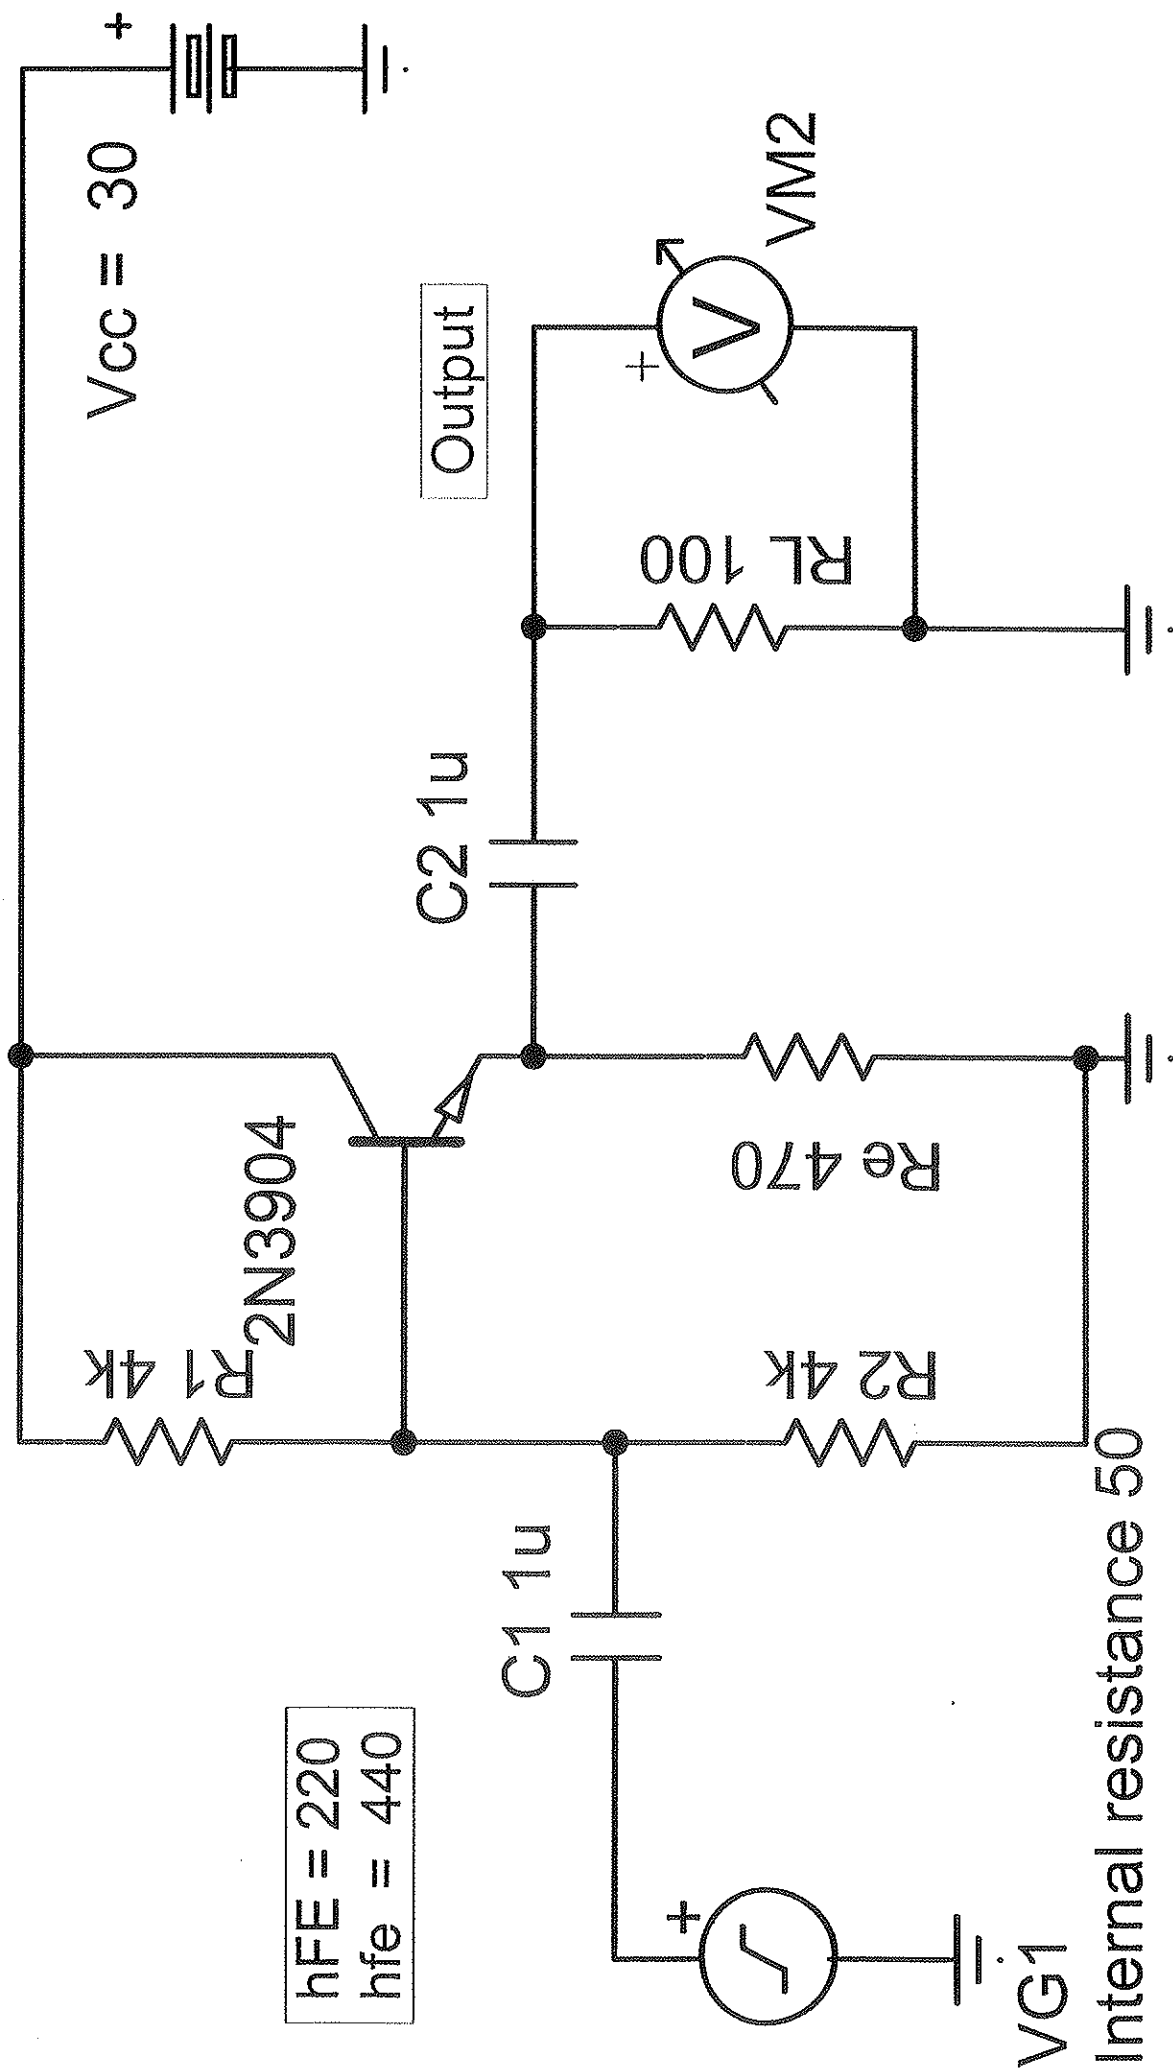 Vcc = 30
+
hFE = 220
hfe = 440
R1 4k
2N3904
C2 1u
Output
C1 1u
+
V
VM2
RL 100
R2 4k
Re 470
+
VG1
Internal resistance 50